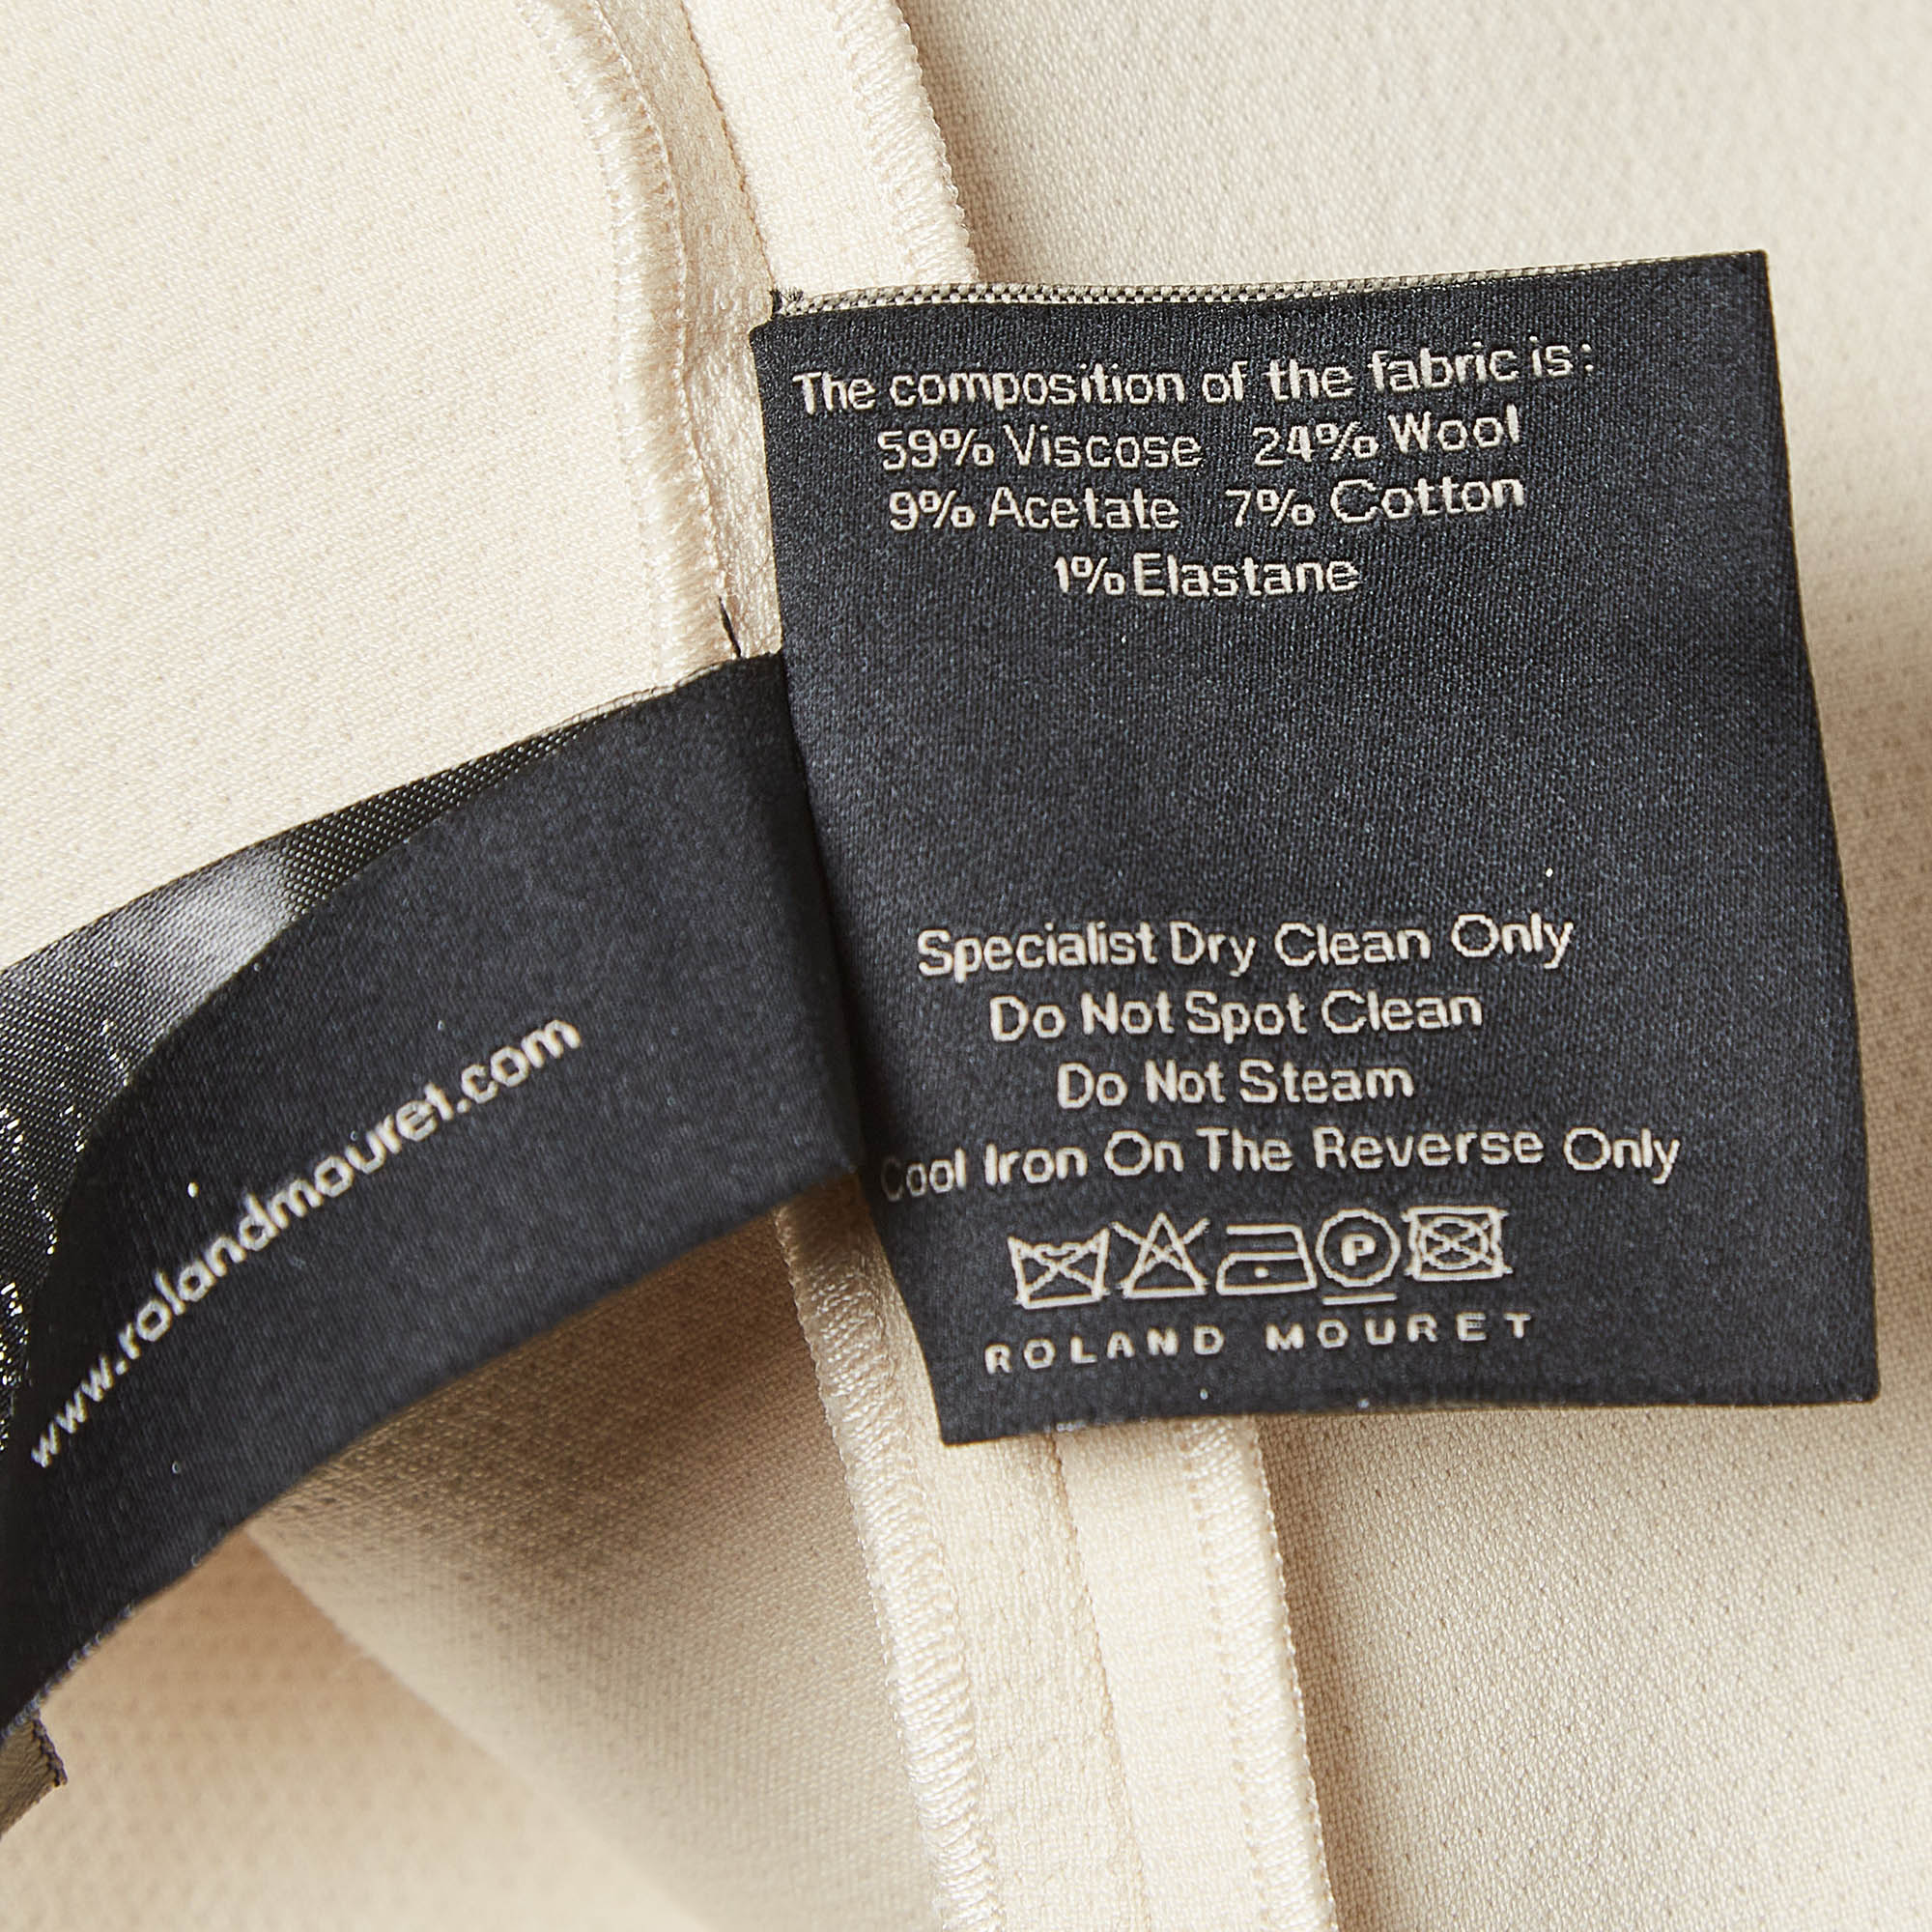 The composition of the fabric is:
59% Viscose 24% Wool
9% Acetate 7% Cotton
1% Elastane
Specialist Dry Clean Only
Do Not Spot Clean
Do Not Steam
Cool Iron On The Reverse Only
P
ROLAND MOURET
www.rolandmouret.com